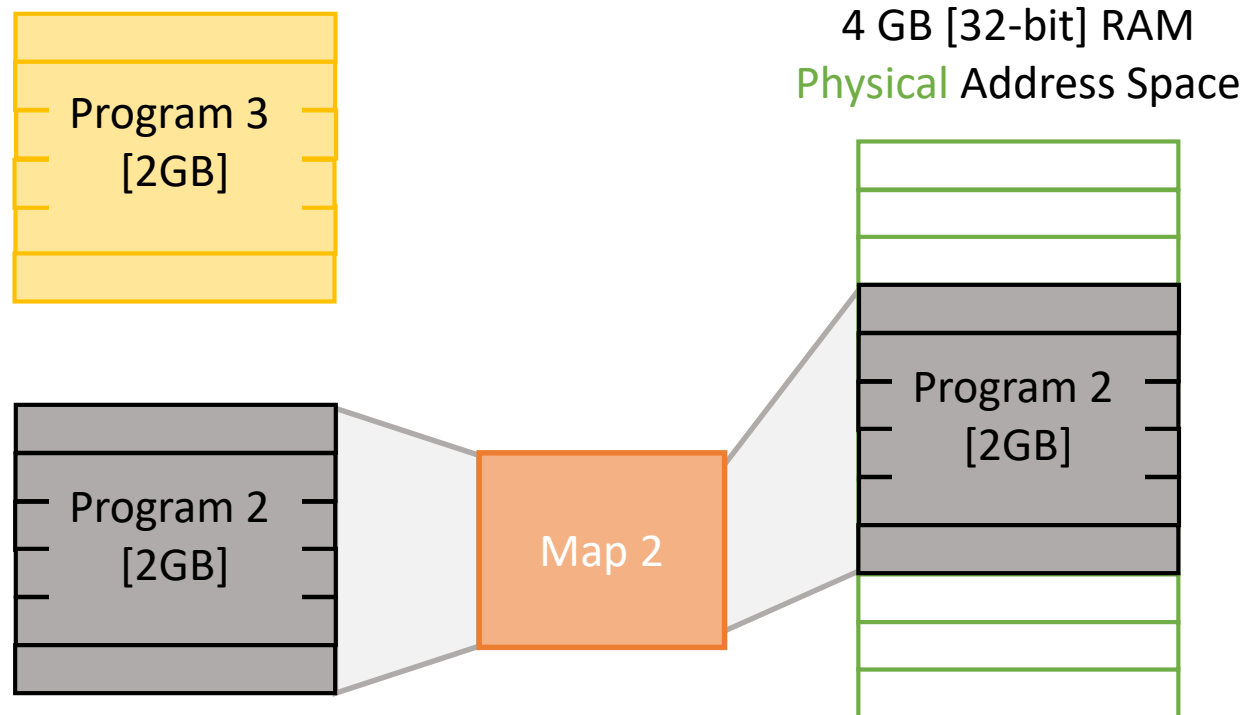 4 GB [32-bit] RAM
Physical Address Space
Program 3
[2GB]
Program 2
[2GB]
Program 2
[2GB]
Map 2